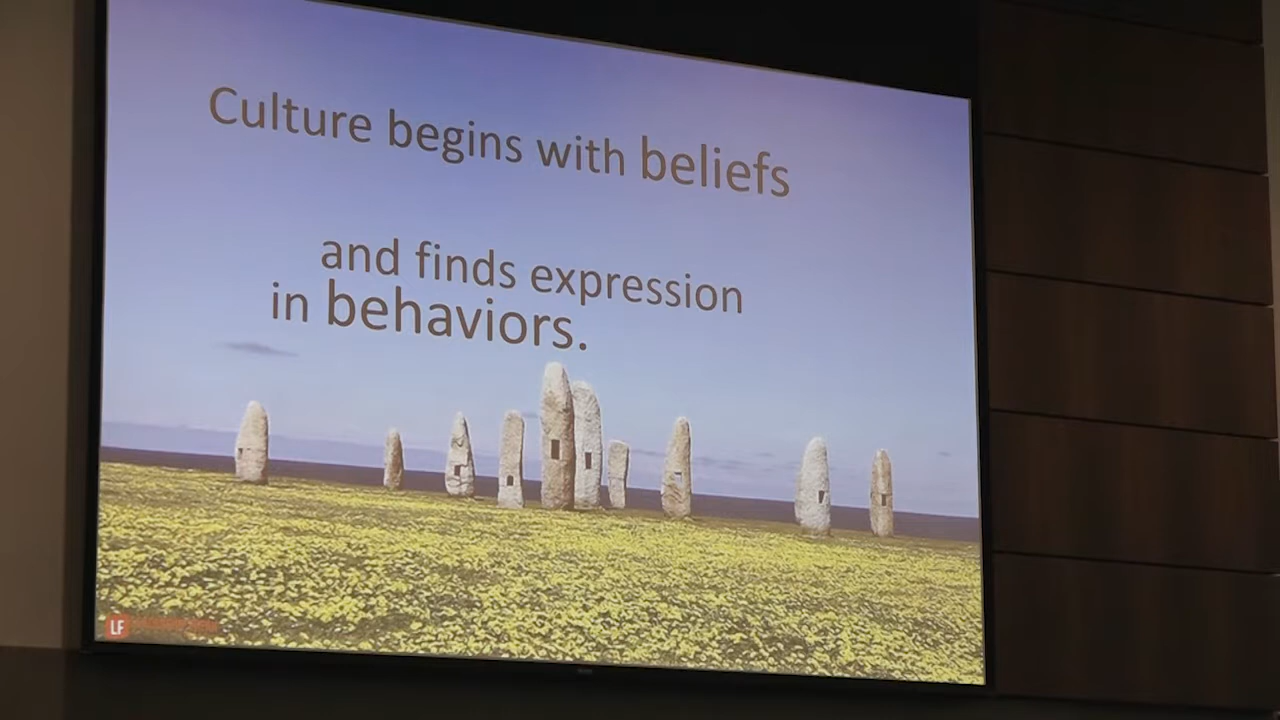 Culture begins with beliefs
and finds expression
in behaviors.
LF